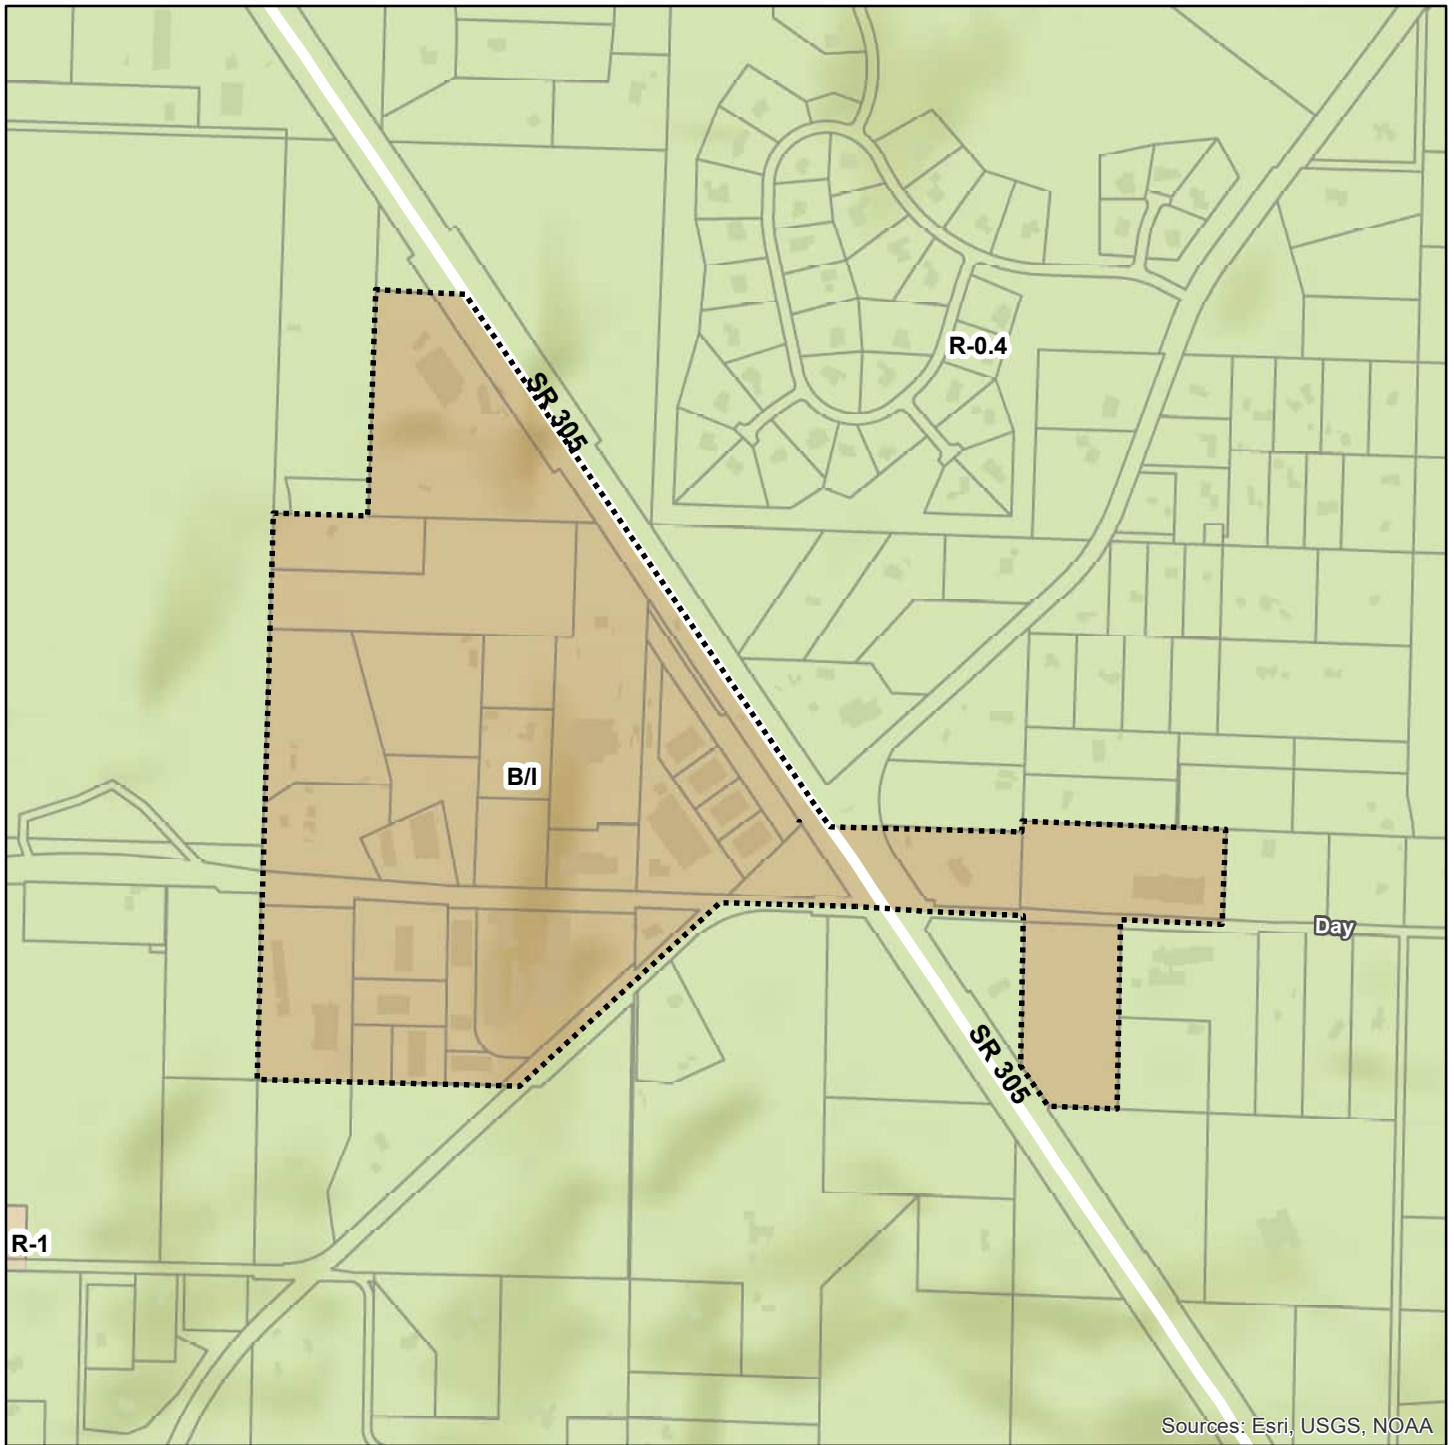 R-0.4
SR 305
B/I
Day
SR 305
R-1
Sources: Esri, USGS, NOAA